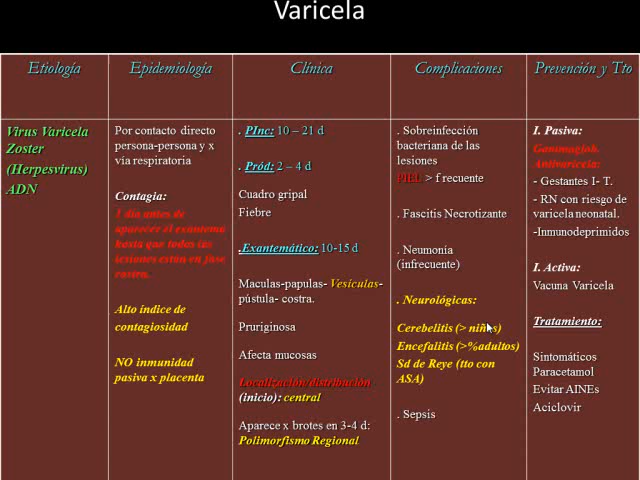 Varicela
Etiología
Epidemiología
Clínica
Complicaciones
Prevención y Tto
Virus Varicela
Zoster
(Herpesvirus)
ADN
Por contacto directo
persona-persona y x
vía respiratoria
Contagia:
1 día antes de
aparecer el exantema
hasta que todas las
lesiones están en fase
costra.
Alto índice de
contagiosidad
NO inmunidad
pasiva x placenta
. PInc: 10 – 21 d
. Pród: 2 – 4 d
Cuadro gripal
Fiebre
.Exantemático: 10-15 d
Maculas-papulas- Vesículas-
pústula- costra.
Pruriginosa
Afecta mucosas
Localización/distribución
(inicio): central
Aparece x brotes en 3-4 d:
Polimorfismo Regional
. Sobreinfección
bacteriana de las
lesiones
PIEL > f recuente
. Fascitis Necrotizante
. Neumonía
(infrecuente)
. Neurológicas:
Cerebelitis (> niños)
Encefalitis (>%adultos)
Sd de Reye (tto con
ASA)
. Sepsis
I. Pasiva:
Gammaglob.
Antivaricela:
- Gestantes I- T.
- RN con riesgo de
varicela neonatal.
-Inmunodeprimidos
I. Activa:
Vacuna Varicela
Tratamiento:
Sintomáticos
Paracetamol
Evitar AINEs
Aciclovir